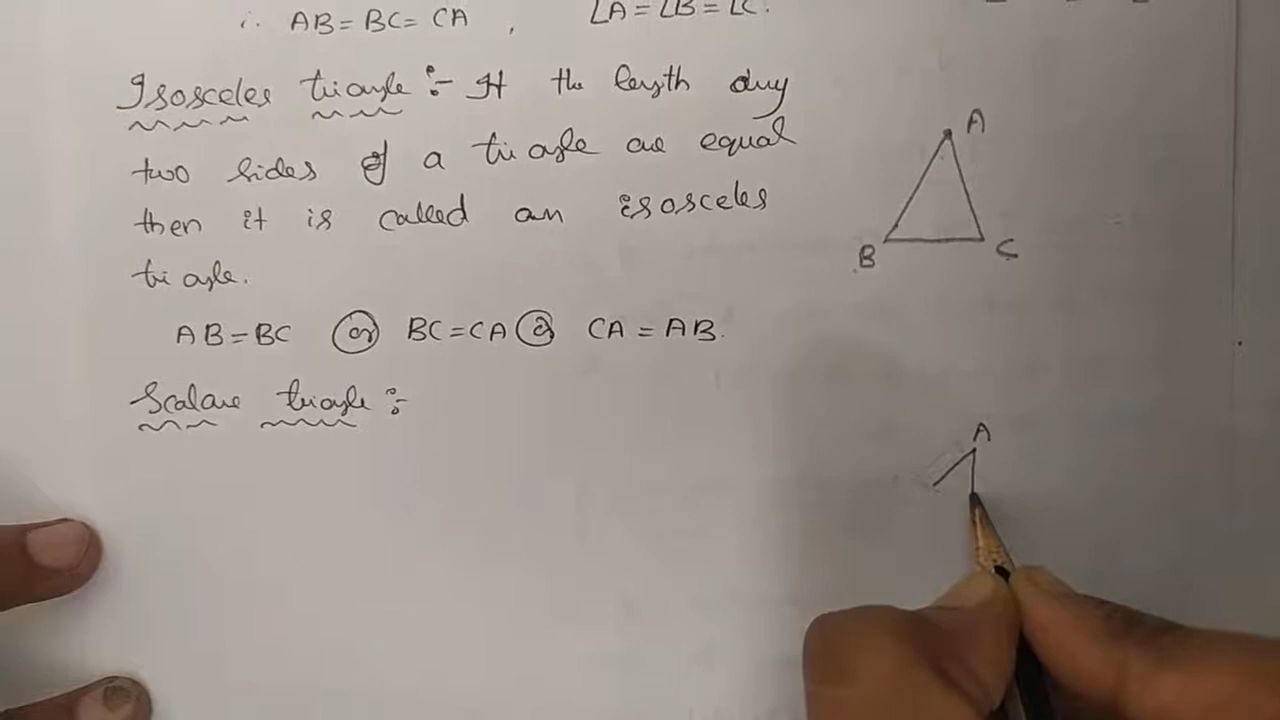 ∴ AB = BC = CA , ∠A = ∠B = ∠C.
Isosceles triangle :- If the length any
two sides of a triangle are equal
then it is called an isosceles
triangle.
AB = BC or BC = CA or CA = AB.
Scalane triangle :-
A
B C
A